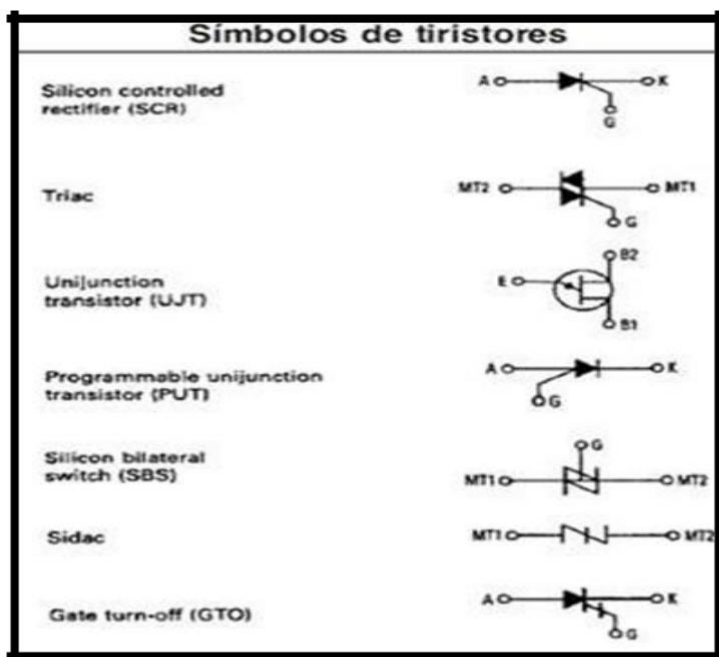 Símbolos de tiristores
Silicon controlled
rectifier (SCR)
A K
G
Triac
MT2 MT1
G
Unijunction
transistor (UJT)
B2
E
B1
Programmable unijunction
transistor (PUT)
A K
G
Silicon bilateral
switch (SBS)
G
MT1 MT2
Sidac
MT1 MT2
Gate turn-off (GTO)
A K
G